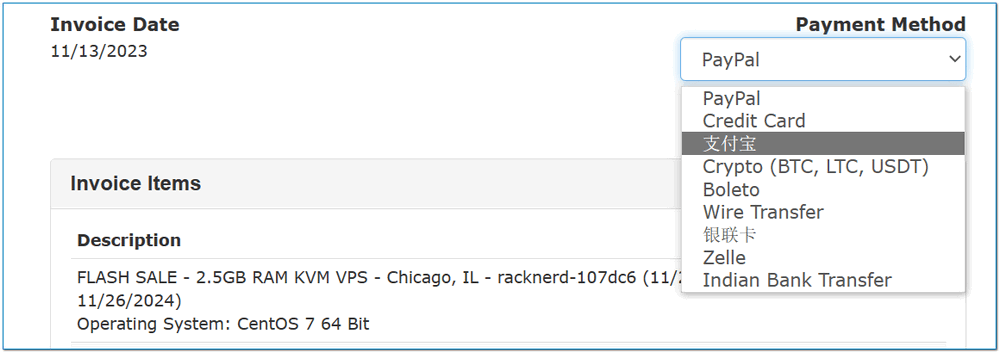 Invoice Date
11/13/2023
Payment Method
PayPal
PayPal
Credit Card
支付宝
Crypto (BTC, LTC, USDT)
Boleto
Wire Transfer
银联卡
Zelle
Indian Bank Transfer
Invoice Items
Description
FLASH SALE - 2.5GB RAM KVM VPS - Chicago, IL - racknerd-107dc6 (11/
11/26/2024)
Operating System: CentOS 7 64 Bit